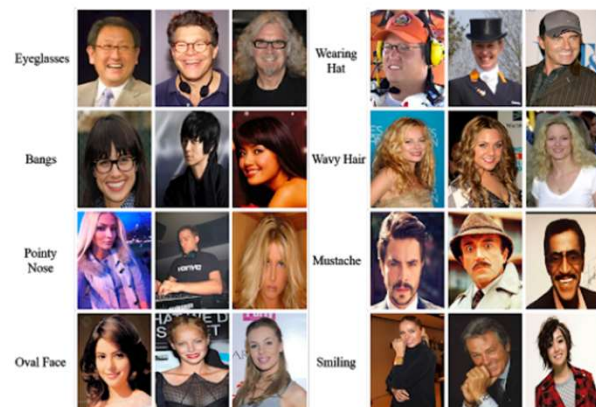 Eyeglasses
Wearing
Hat
Bangs
Wavy Hair
Pointy
Nose
Mustache
Oval Face
Smiling